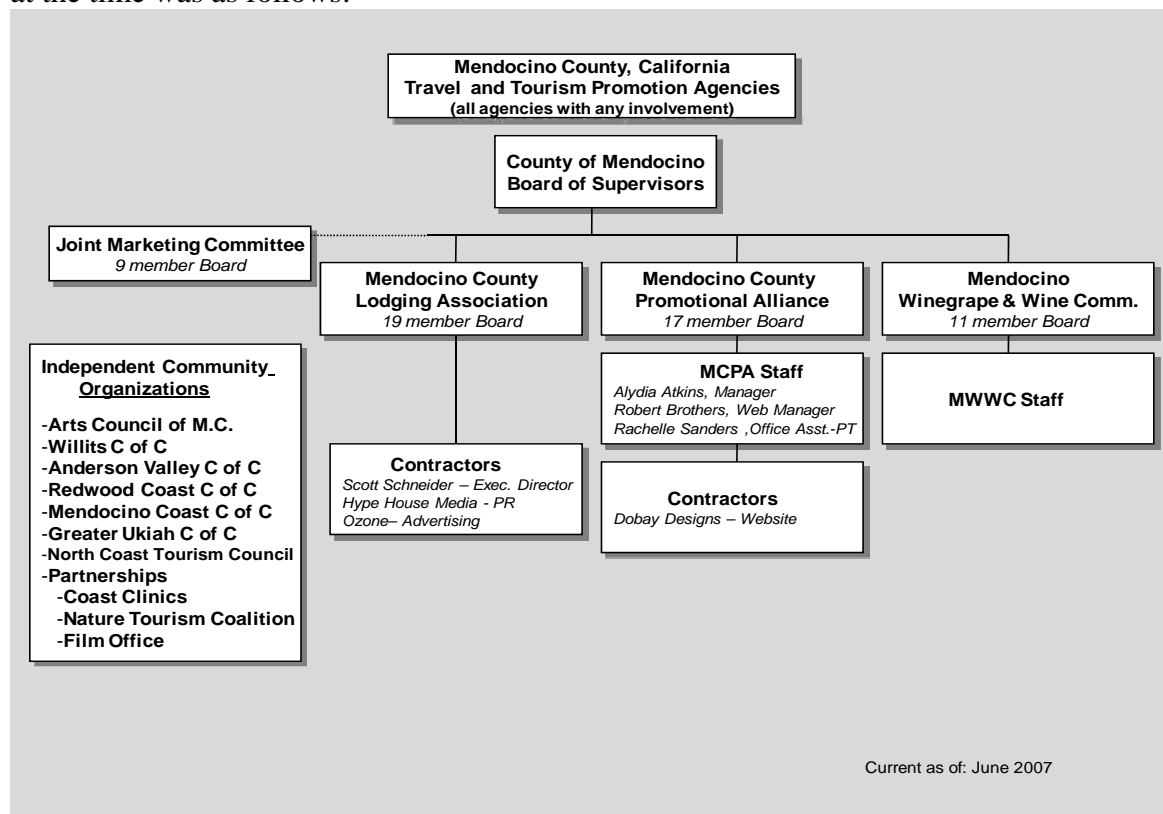 at the time was as follows:
Mendocino County, California
Travel and Tourism Promotion Agencies
(all agencies with any involvement)
County of Mendocino
Board of Supervisors
Joint Marketing Committee
9 member Board
Mendocino County
Lodging Association
19 member Board
Mendocino County
Promotional Alliance
17 member Board
Mendocino
Winegrape & Wine Comm.
11 member Board
Independent Community
Organizations
-Arts Council of M.C.
-Willits C of C
-Anderson Valley C of C
-Redwood Coast C of C
-Mendocino Coast C of C
-Greater Ukiah C of C
-North Coast Tourism Council
-Partnerships
-Coast Clinics
-Nature Tourism Coalition
-Film Office
Contractors
Scott Schneider – Exec. Director
Hype House Media - PR
Ozone– Advertising
MCPA Staff
Alydia Atkins, Manager
Robert Brothers, Web Manager
Rachelle Sanders ,Office Asst.-PT
Contractors
Dobay Designs – Website
MWWC Staff
Current as of: June 2007